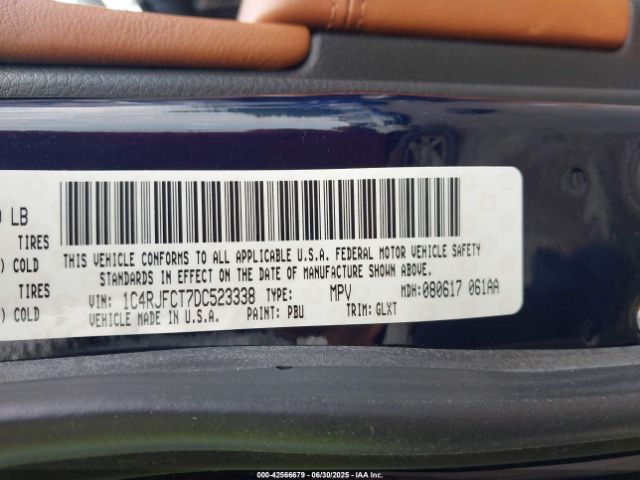 LB
TIRES
COLD
TIRES
) COLD
THIS VEHICLE CONFORMS TO ALL APPLICABLE U.S.A. FEDERAL MOTOR VEHICLE SAFETY
STANDARDS IN EFFECT ON THE DATE OF MANUFACTURE SHOWN ABOVE.
VIN: 1C4RJFCT7DC523338 TYPE: MPV MDH:080617 061AA
VEHICLE MADE IN U.S.A. PAINT: PBU TRIM: GLXT
000-42566679 - 06/30/2025 - IAA Inc.